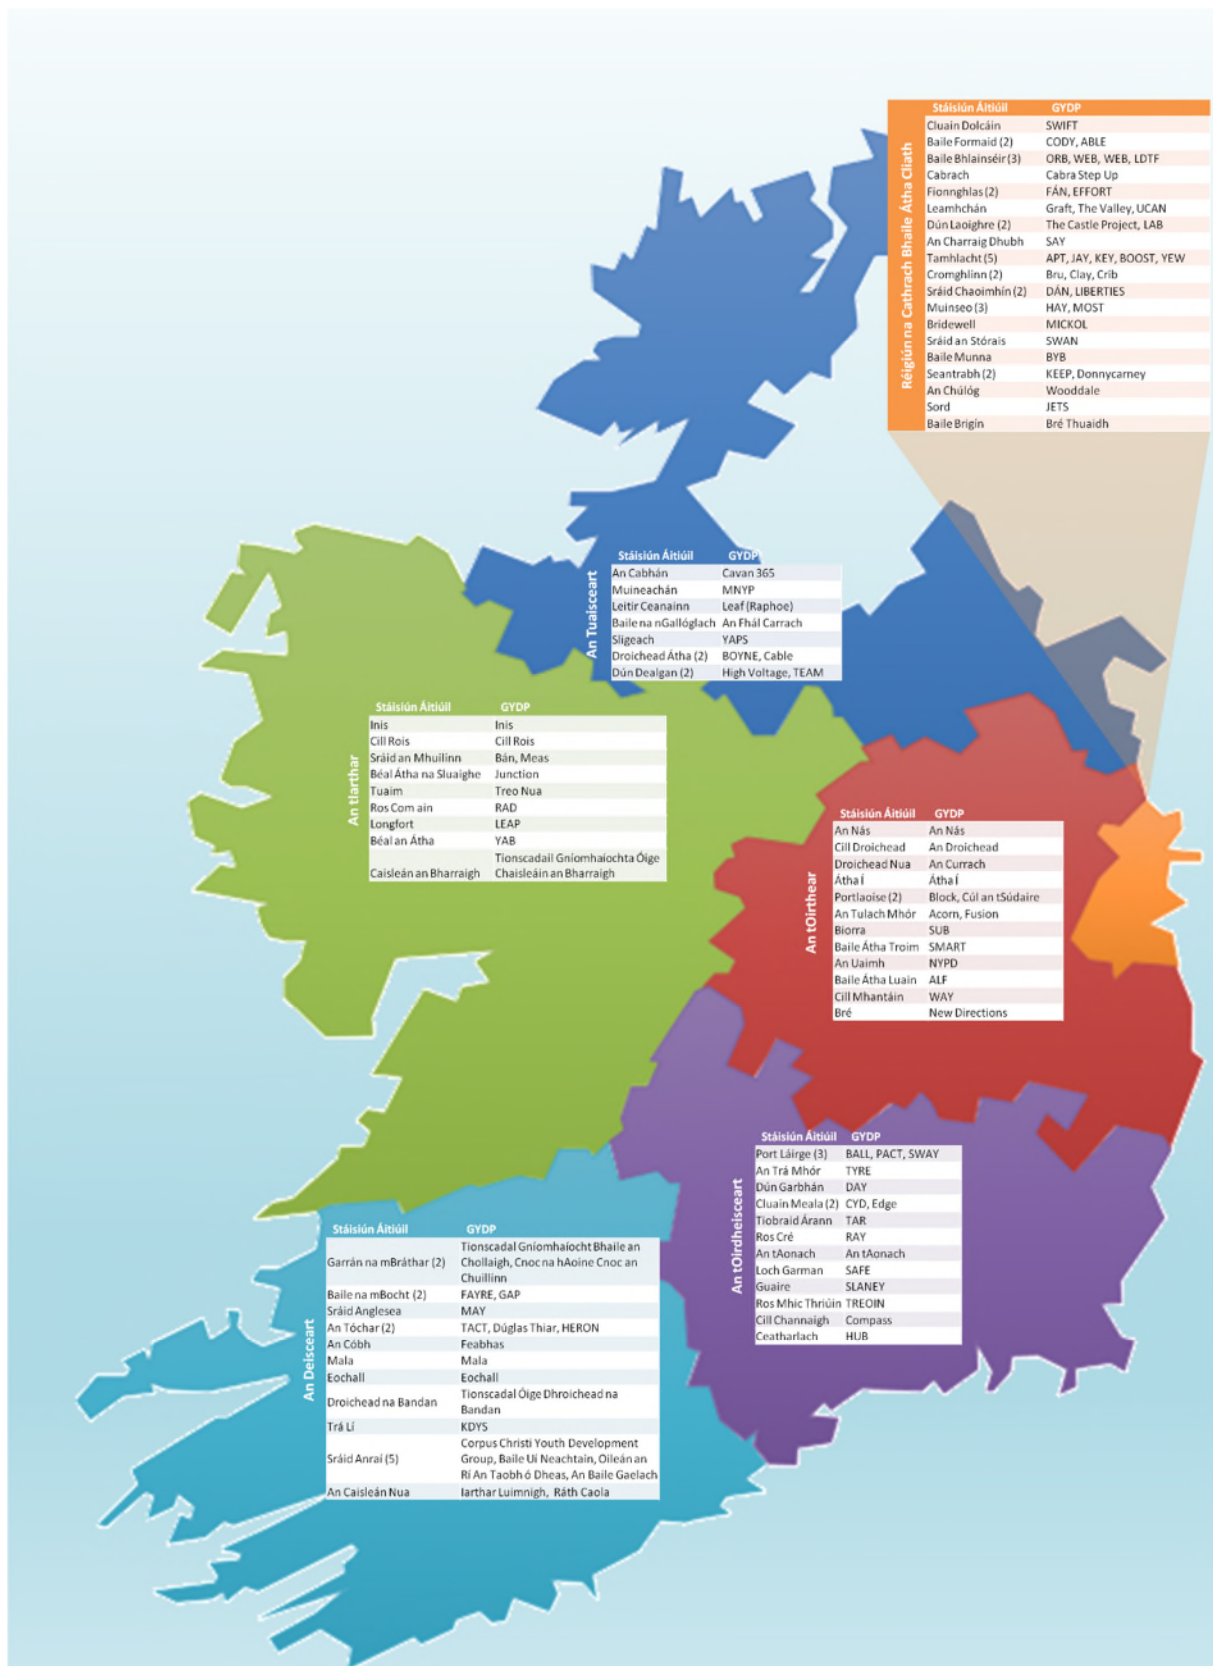 Réigiún na Cathrach Bhaile Átha Cliath
Stáisiún Áitiúil GYDP
Cluain Dolcáin SWIFT
Baile Formaid (2) CODY, ABLE
Baile Bhlainséir (3) ORB, WEB, WEB, LDTF
Cabrach Cabra Step Up
Fionnghlas (2) FÁN, EFFORT
Leamhchán Graft, The Valley, UCAN
Dún Laoighre (2) The Castle Project, LAB
An Charraig Dhubh SAY
Tamhlacht (5) APT, JAY, KEY, BOOST, YEW
Cromghlinn (2) Bru, Clay, Crib
Sráid Chaoimhín (2) DÁN, LIBERTIES
Muinseo (3) HAY, MOST
Bridewell MICKOL
Sráid an Stórais SWAN
Baile Munna BYB
Seantrabh (2) KEEP, Donnycarney
An Chúlóg Wooddale
Sord JETS
Baile Brigín Bré Thuaidh
An Tuaisceart
Stáisiún Áitiúil GYDP
An Cabhán Cavan 365
Muineachán MNYP
Leitir Ceanainn Leaf (Raphoe)
Baile na nGallóglach An Fhál Carrach
Sligeach YAPS
Droichead Átha (2) BOYNE, Cable
Dún Dealgan (2) High Voltage, TEAM
An tIarthar
Stáisiún Áitiúil GYDP
Inis Inis
Cill Rois Cill Rois
Sráid an Mhuilinn Bán, Meas
Béal Átha na Sluaighe Junction
Tuaim Treo Nua
Ros Com ain RAD
Longfort LEAP
Béal an Átha YAB
Caisleán an Bharraigh Tionscadail Gníomhaíochta Óige
Chaisleáin an Bharraigh
An tOirthear
Stáisiún Áitiúil GYDP
An Nás An Nás
Cill Droichead An Droichead
Droichead Nua An Currach
Átha Í Átha Í
Portlaoise (2) Block, Cúl an tSúdaire
An Tulach Mhór Acorn, Fusion
Biorra SUB
Baile Átha Troim SMART
An Uaimh NYPD
Baile Átha Luain ALF
Cill Mhantáin WAY
Bré New Directions
An tOirdheisceart
Stáisiún Áitiúil GYDP
Port Láirge (3) BALL, PACT, SWAY
An Trá Mhór TYRE
Dún Garbhán DAY
Cluain Meala (2) CYD, Edge
Tiobraid Árann TAR
Ros Cré RAY
An tAonach An tAonach
Loch Garman SAFE
Guaire SLANEY
Ros Mhic Thriúin TREOIN
Cill Channaigh Compass
Ceatharlach HUB
An Deisceart
Stáisiún Áitiúil GYDP
Garrán na mBráthar (2) Tionscadal Gníomhaíocht Bhaile an
Chollaigh, Cnoc na hAoine Cnoc an
Chuillinn
Baile na mBocht (2) FAYRE, GAP
Sráid Anglesea MAY
An Tóchar (2) TACT, Dúglas Thiar, HERON
An Cóbh Feabhas
Mala Mala
Eochall Eochall
Droichead na Bandan Tionscadal Óige Dhroichead na
Bandan
Trá Lí KDYS
Sráid Anraí (5) Corpus Christi Youth Development
Group, Baile Uí Neachtain, Oileán an
Rí An Taobh ó Dheas, An Baile Gaelach
An Caisleán Nua Iarthar Luimnigh, Ráth Caola